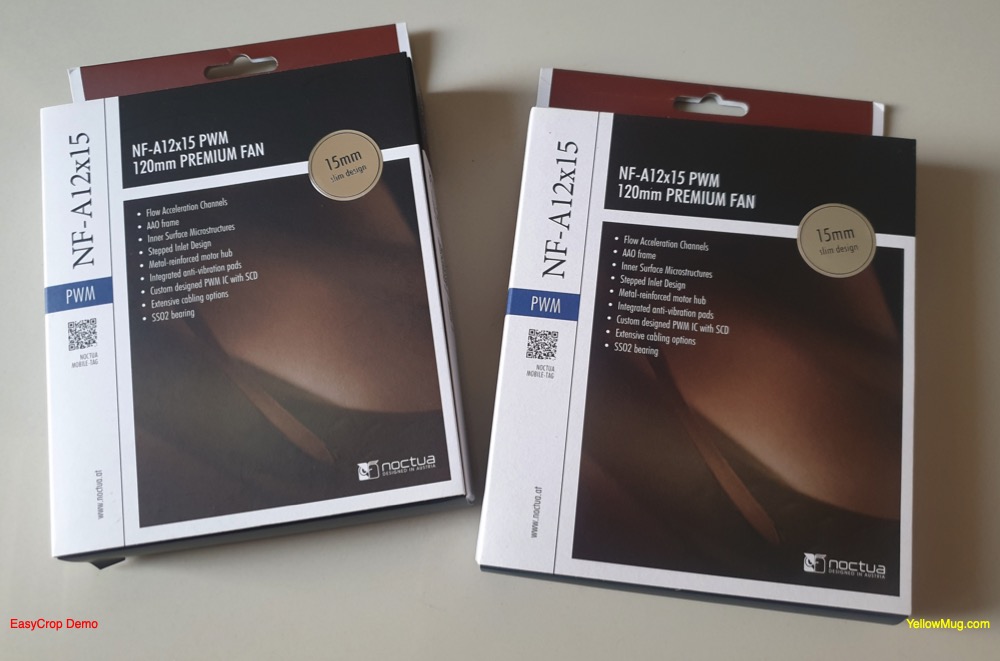 NF-A12x15
PWM
NOCTUA
MOBILE-TAG
www.noctua.at
NF-A12x15 PWM
120mm PREMIUM FAN
15mm
slim design
• Flow Acceleration Channels
• AAO frame
• Inner Surface Microstructures
• Stepped Inlet Design
• Metal-reinforced motor hub
• Integrated anti-vibration pads
• Custom designed PWM IC with SCD
• Extensive cabling options
• SSO2 bearing
noctua
DESIGNED IN AUSTRIA
NF-A12x15
PWM
NOCTUA
MOBILE-TAG
www.noctua.at
NF-A12x15 PWM
120mm PREMIUM FAN
15mm
slim design
• Flow Acceleration Channels
• AAO frame
• Inner Surface Microstructures
• Stepped Inlet Design
• Metal-reinforced motor hub
• Integrated anti-vibration pads
• Custom designed PWM IC with SCD
• Extensive cabling options
• SSO2 bearing
noctua
DESIGNED IN AUSTRIA
EasyCrop Demo
YellowMug.com